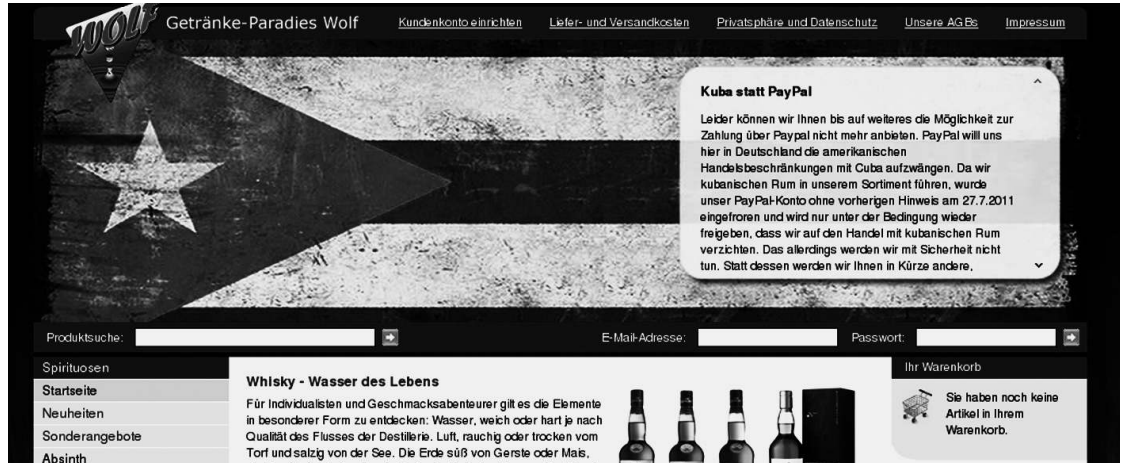 WOLF
Getränke-Paradies Wolf
Kundenkonto einrichten
Liefer- und Versandkosten
Privatsphäre und Datenschutz
Unsere AGBs
Impressum
Kuba statt PayPal
Leider können wir Ihnen bis auf weiteres die Möglichkeit zur
Zahlung über Paypal nicht mehr anbieten. PayPal willl uns
hier in Deutschland die amerikanischen
Handelsbeschränkungen mit Cuba aufzwängen. Da wir
kubanischen Rum in unserem Sortiment führen, wurde
unser PayPal-Konto ohne vorherigen Hinweis am 27.7.2011
eingefroren und wird nur unter der Bedingung wieder
freigeben, dass wir auf den Handel mit kubanischen Rum
verzichten. Das allerdings werden wir mit Sicherheit nicht
tun. Statt dessen werden wir Ihnen in Kürze andere,
Produktsuche:
E-Mail-Adresse:
Passwort:
Spirituosen
Startseite
Neuheiten
Sonderangebote
Absinth
Whisky - Wasser des Lebens
Für Individualisten und Geschmacksabenteurer gilt es die Elemente
in besonderer Form zu entdecken: Wasser, weich oder hart je nach
Qualität des Flusses der Destillerie. Luft, rauchig oder trocken vom
Torf und salzig von der See. Die Erde süß von Gerste oder Mais,
Ihr Warenkorb
Sie haben noch keine
Artikel in Ihrem
Warenkorb.